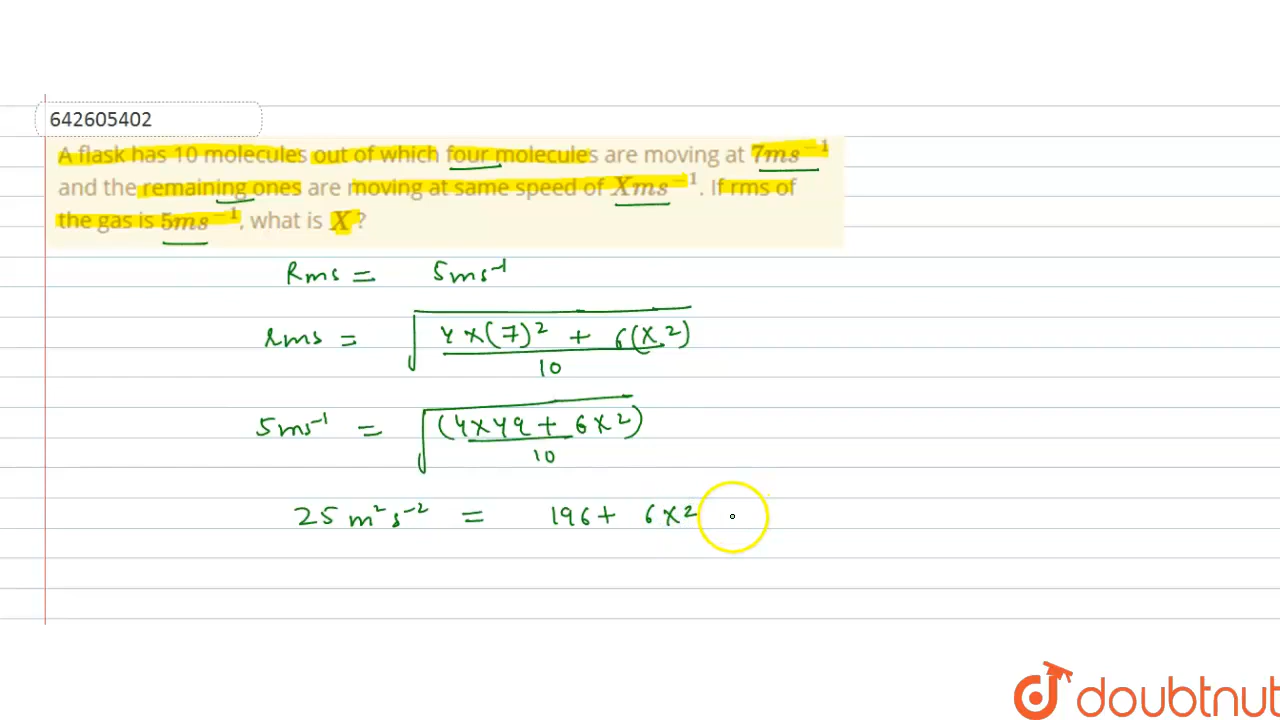 642605402
A flask has 10 molecules out of which four molecules are moving at 7ms⁻¹
and the remaining ones are moving at same speed of Xms⁻¹. If rms of
the gas is 5ms⁻¹, what is X?
Rms = 5ms⁻¹
rms = √((4×(7)² + 6(X²))/10)
5ms⁻¹ = √((4×49 + 6X²)/10)
25 m²s⁻² = 196 + 6X²
doubtnut